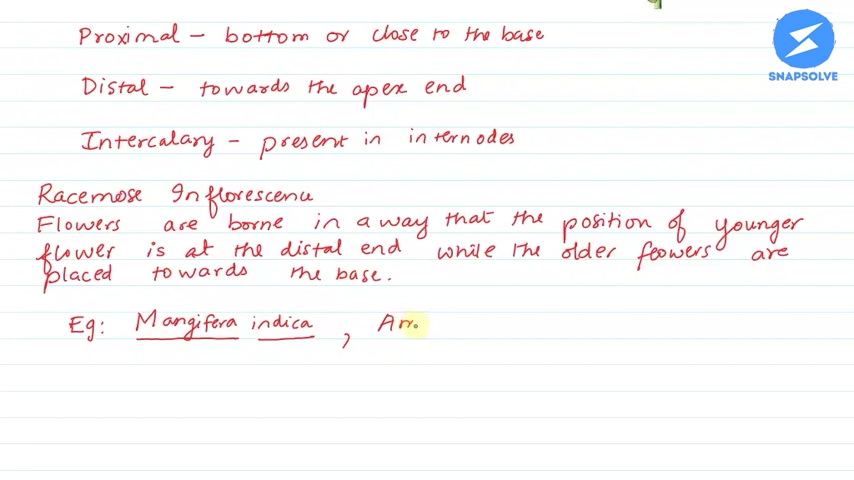 Proximal - bottom or close to the base
SNAPSOLVE
Distal - towards the apex end
Intercalary - present in internodes
Racemose Inflorescence
Flowers are borne in a way that the position of younger
flower is at the distal end while the older flowers are
placed towards the base.
Eg: Mangifera indica,